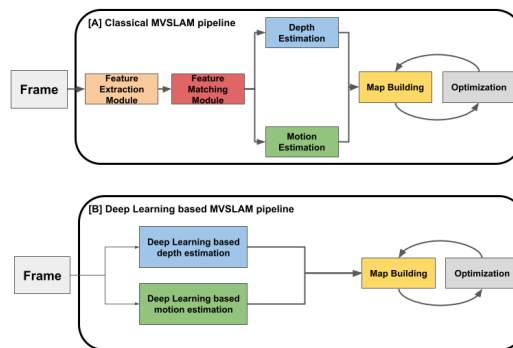 [A] Classical MVSLAM pipeline
Frame
Feature
Extraction
Module
Feature
Matching
Module
Depth
Estimation
Motion
Estimation
Map Building
Optimization
[B] Deep Learning based MVSLAM pipeline
Frame
Deep Learning based
depth estimation
Deep Learning based
motion estimation
Map Building
Optimization